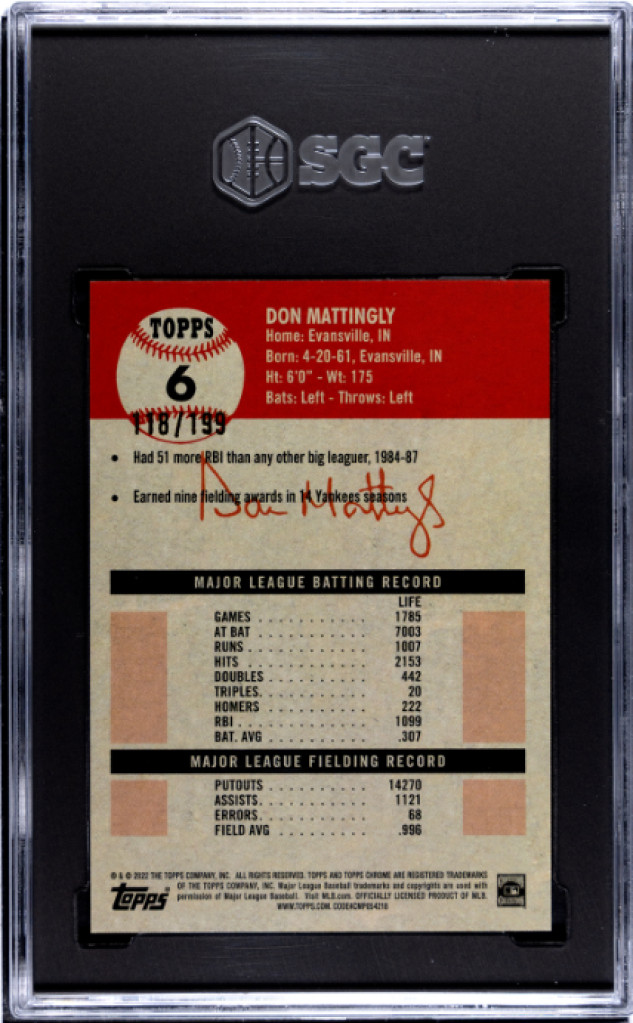 SGC
TOPPS
6
118/199
DON MATTINGLY
Home: Evansville, IN
Born: 4-20-61, Evansville, IN
Ht: 6'0" - Wt: 175
Bats: Left - Throws: Left
• Had 51 more RBI than any other big leaguer, 1984-87
• Earned nine fielding awards in 14 Yankees seasons
Don Mattingly
MAJOR LEAGUE BATTING RECORD
LIFE
GAMES . . . . . . . . . . . 1785
AT BAT . . . . . . . . . . . 7003
RUNS . . . . . . . . . . . 1007
HITS . . . . . . . . . . . 2153
DOUBLES . . . . . . . . . . 442
TRIPLES. . . . . . . . . . . 20
HOMERS . . . . . . . . . . 222
RBI . . . . . . . . . . . 1099
BAT. AVG . . . . . . . . . . .307
MAJOR LEAGUE FIELDING RECORD
PUTOUTS . . . . . . . . . . 14270
ASSISTS. . . . . . . . . . . 1121
ERRORS. . . . . . . . . . . 68
FIELD AVG . . . . . . . . . .996
® & © 2022 THE TOPPS COMPANY, INC. ALL RIGHTS RESERVED. TOPPS AND TOPPS CHROME ARE REGISTERED TRADEMARKS
OF THE TOPPS COMPANY, INC. Major League Baseball trademarks and copyrights are used with
permission of Major League Baseball. Visit MLB.com. OFFICIALLY LICENSED PRODUCT OF MLB.
WWW.TOPPS.COM. CODE#CMP054218
Topps